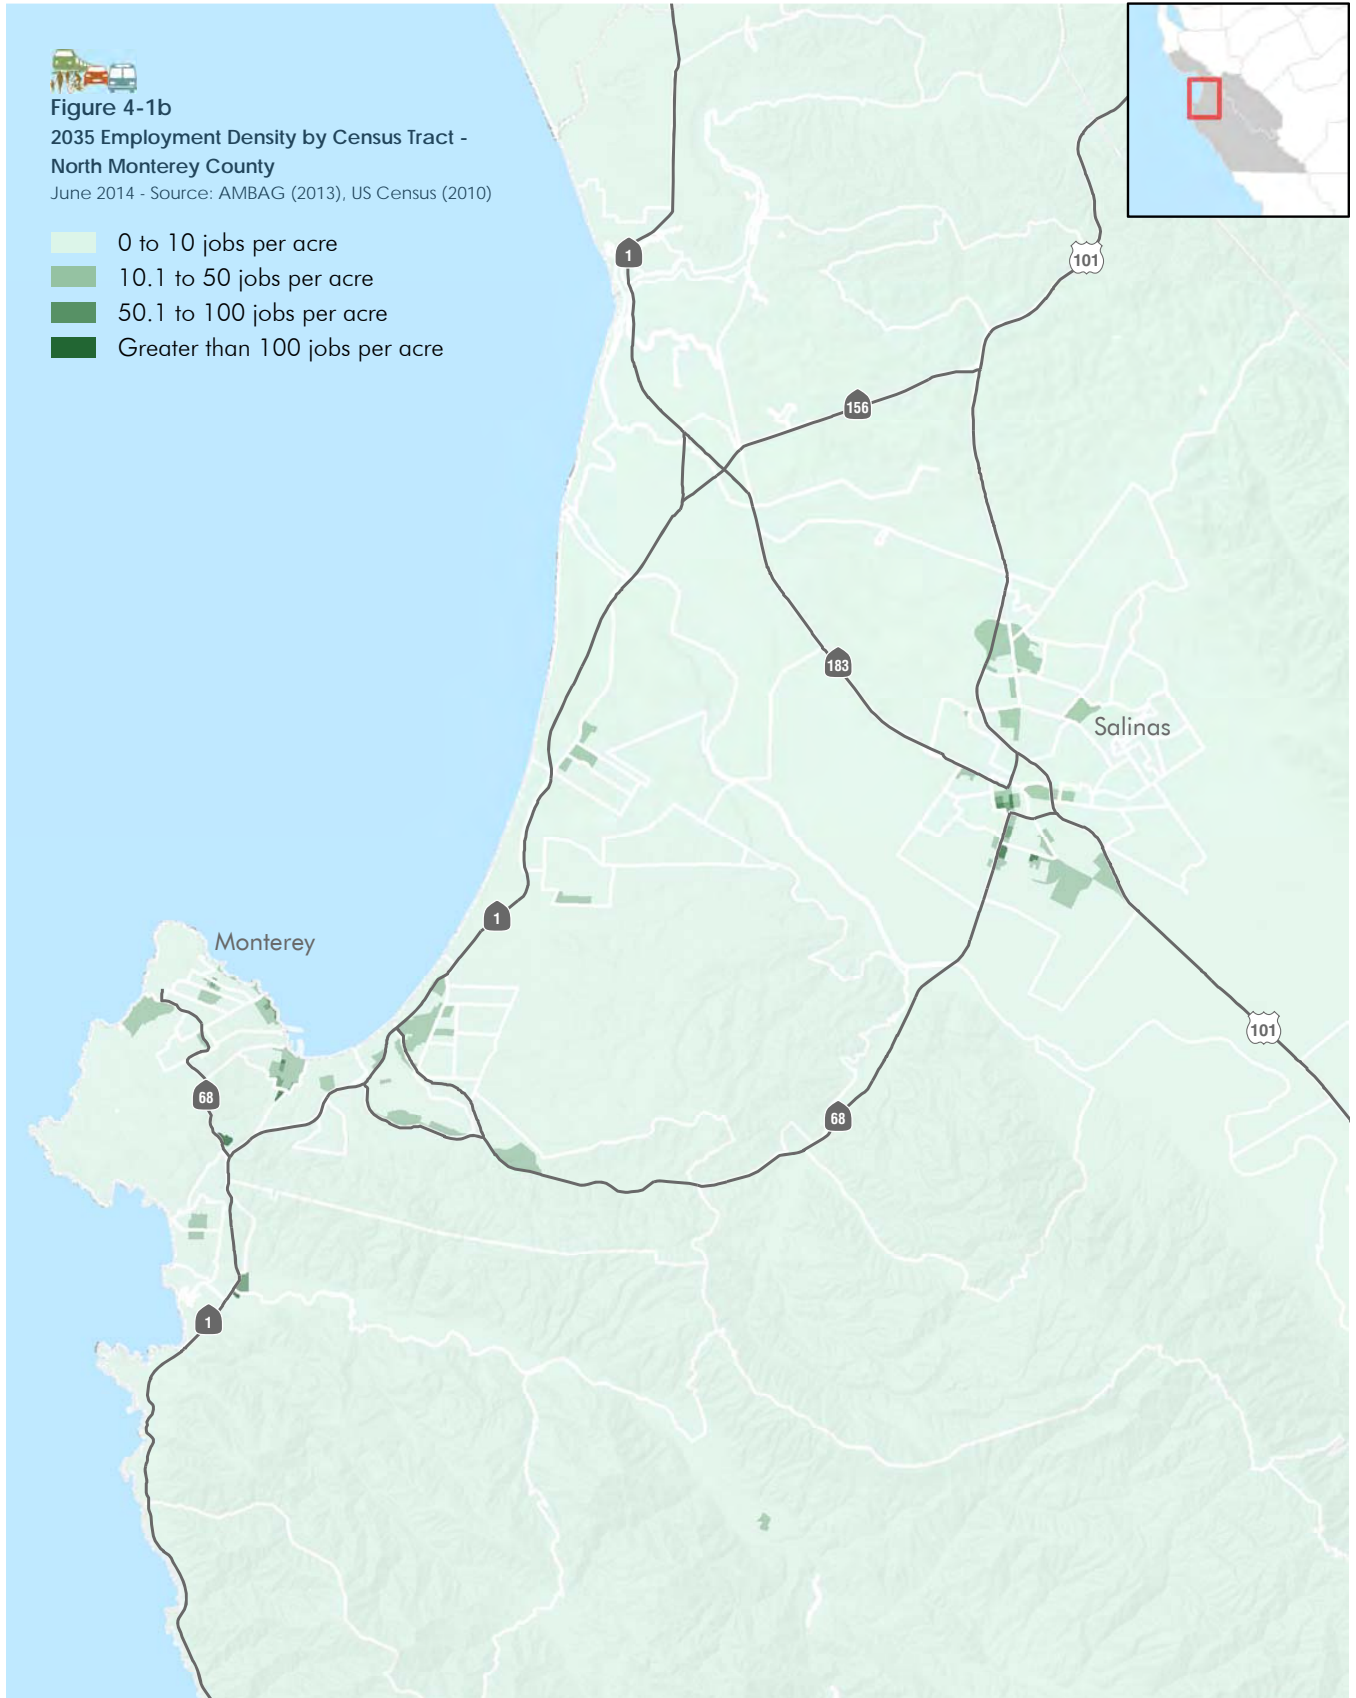 Figure 4-1b
2035 Employment Density by Census Tract -
North Monterey County
June 2014 - Source: AMBAG (2013), US Census (2010)
0 to 10 jobs per acre
10.1 to 50 jobs per acre
50.1 to 100 jobs per acre
Greater than 100 jobs per acre
1
101
156
183
Salinas
1
Monterey
101
68
68
1